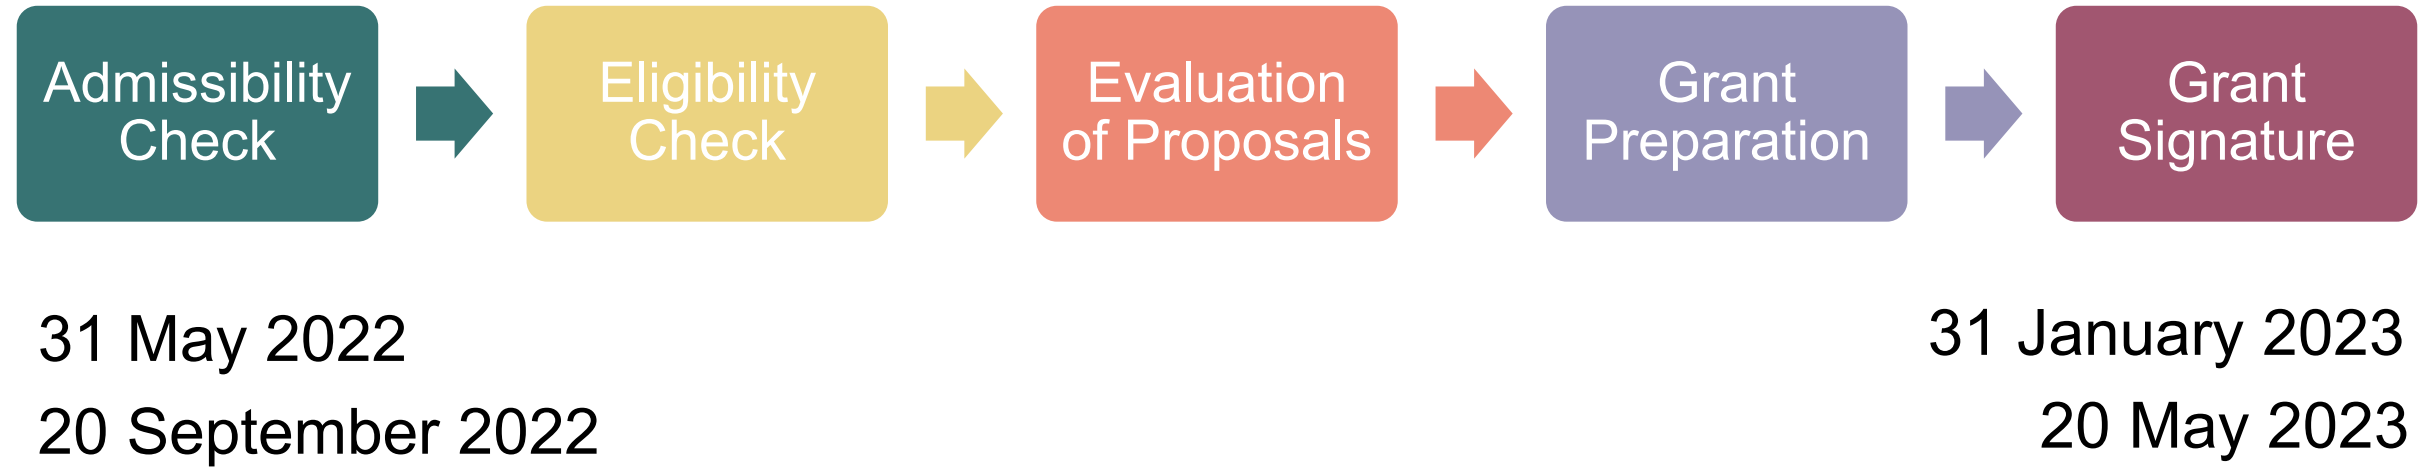 Admissibility
Check
Eligibility
Check
Evaluation
of Proposals
Grant
Preparation
Grant
Signature
31 May 2022
31 January 2023
20 September 2022
20 May 2023